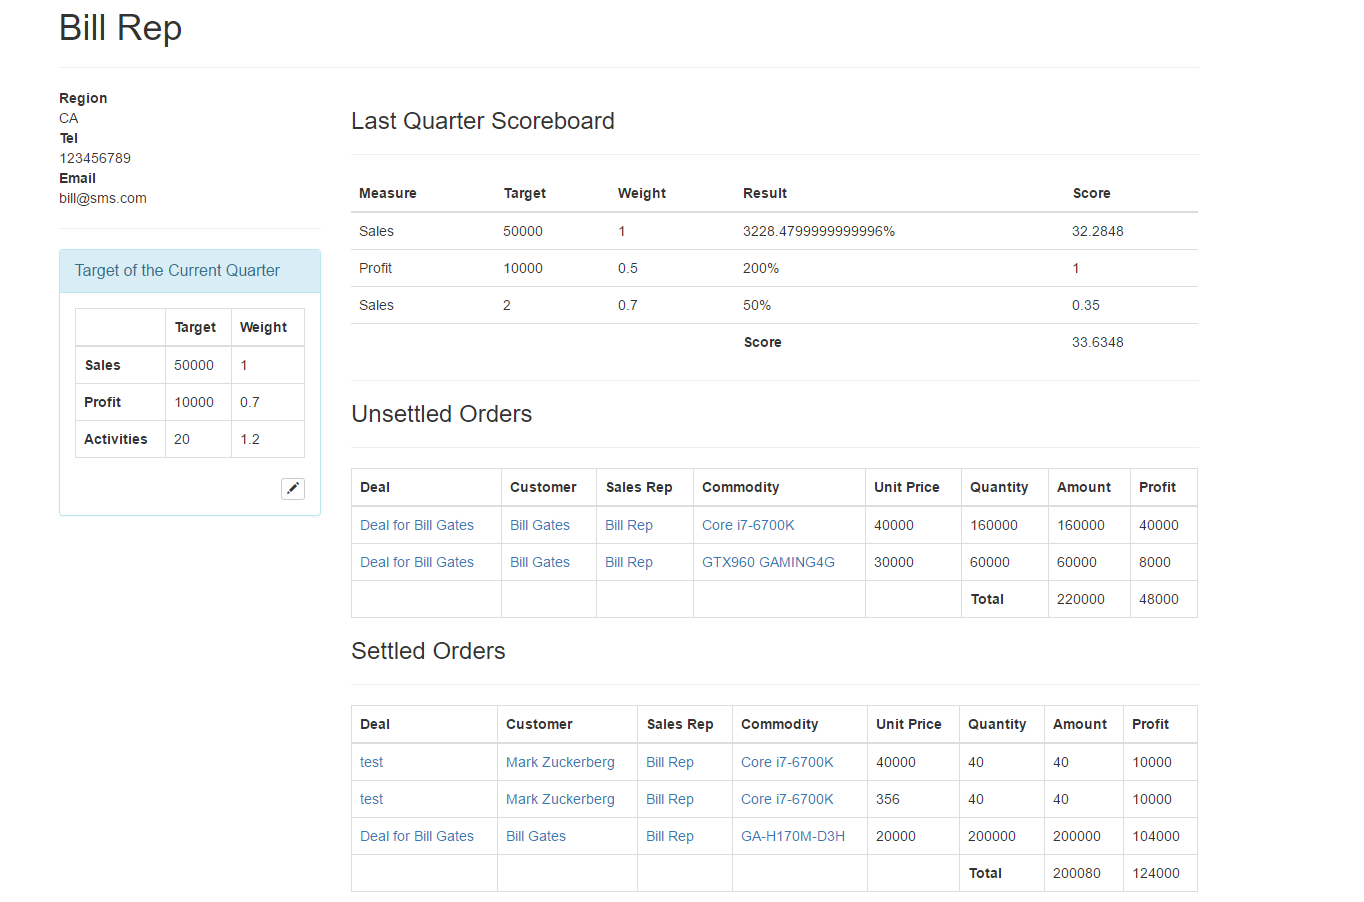 Bill Rep
Region
CA
Tel
123456789
Email
bill@sms.com
Target of the Current Quarter
Target Weight
Sales 50000 1
Profit 10000 0.7
Activities 20 1.2
Last Quarter Scoreboard
Measure Target Weight Result Score
Sales 50000 1 3228.4799999999996% 32.2848
Profit 10000 0.5 200% 1
Sales 2 0.7 50% 0.35
Score 33.6348
Unsettled Orders
Deal Customer Sales Rep Commodity Unit Price Quantity Amount Profit
Deal for Bill Gates Bill Gates Bill Rep Core i7-6700K 40000 160000 160000 40000
Deal for Bill Gates Bill Gates Bill Rep GTX960 GAMING4G 30000 60000 60000 8000
Total 220000 48000
Settled Orders
Deal Customer Sales Rep Commodity Unit Price Quantity Amount Profit
test Mark Zuckerberg Bill Rep Core i7-6700K 40000 40 40 10000
test Mark Zuckerberg Bill Rep Core i7-6700K 356 40 40 10000
Deal for Bill Gates Bill Gates Bill Rep GA-H170M-D3H 20000 200000 200000 104000
Total 200080 124000